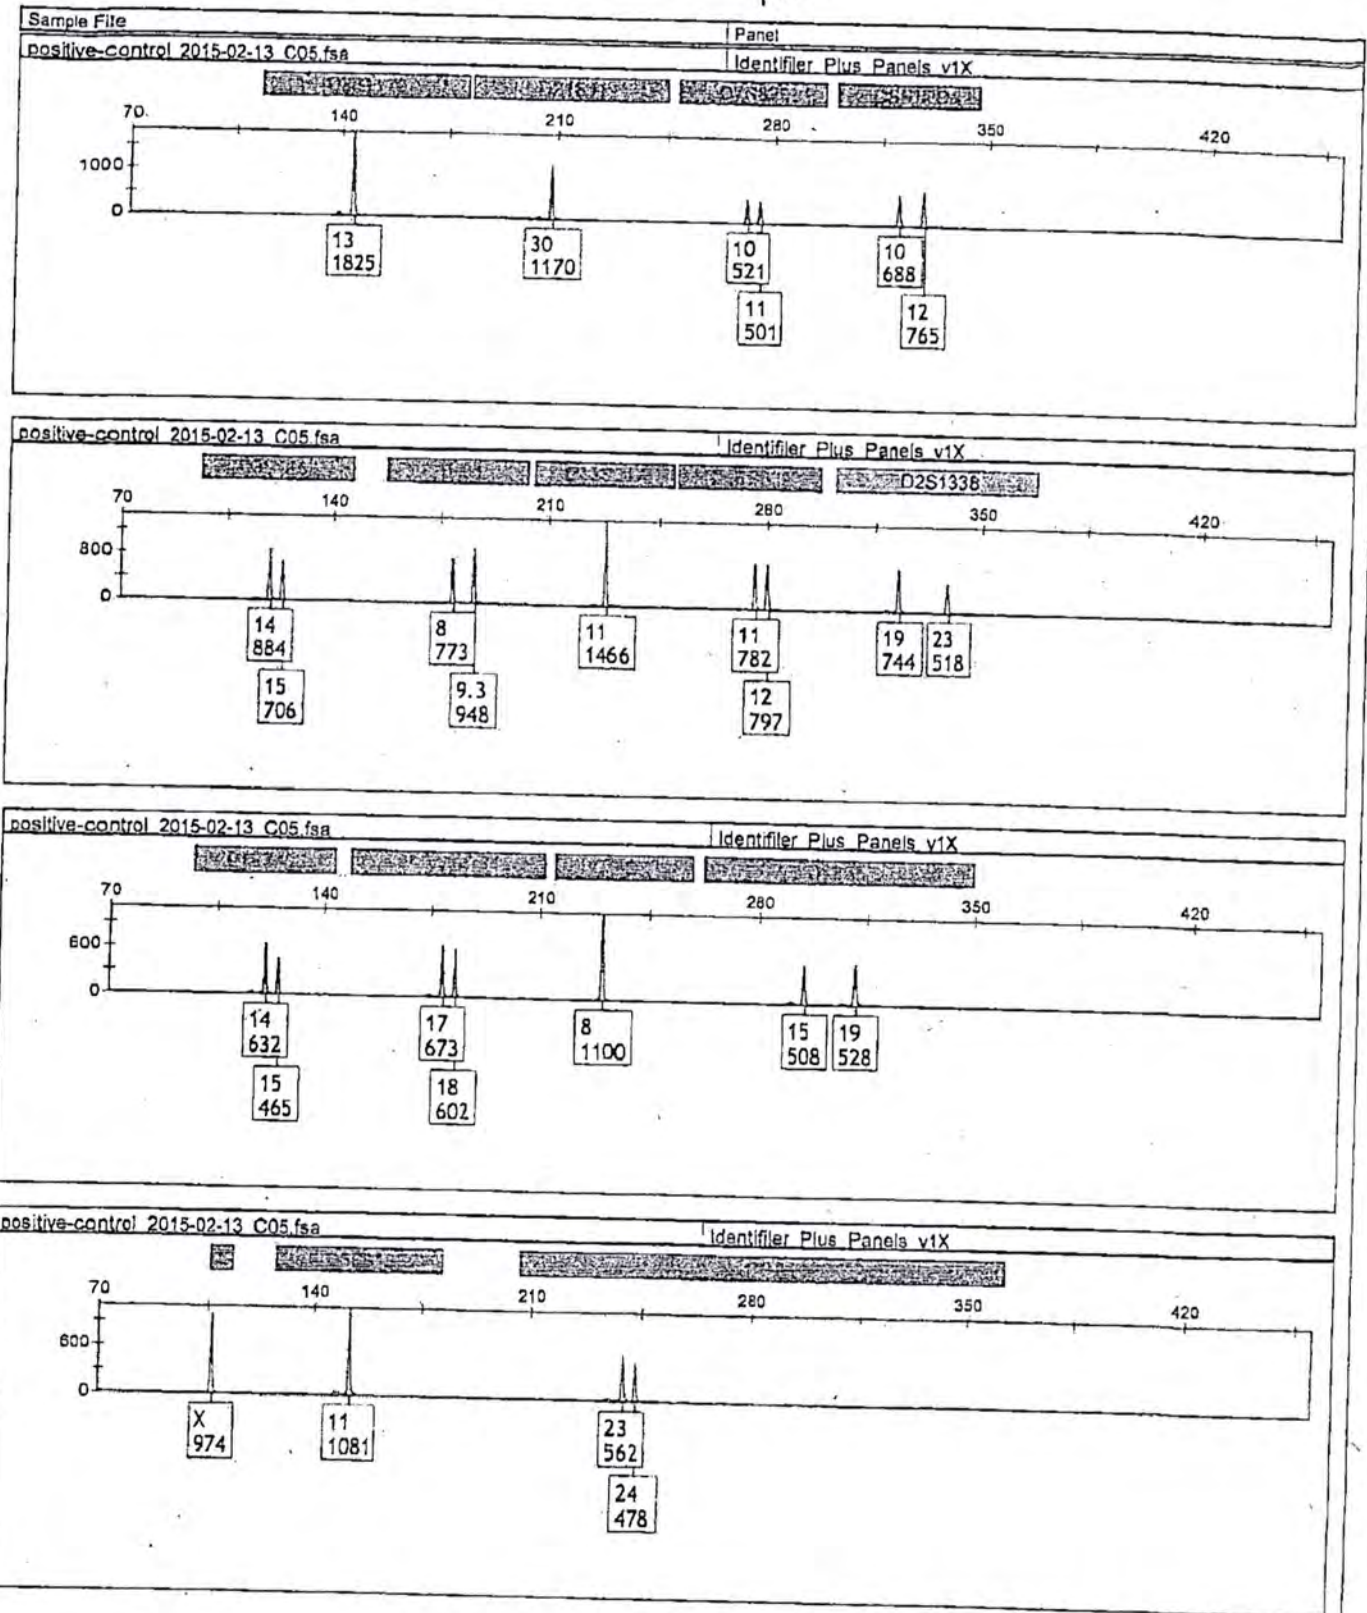 Sample File Panel
positive-control 2015-02-13 C05.fsa Identifiler Plus Panels v1X
70 140 210 280 350 420
1000
0
13 30 10 10
1825 1170 521 688
11 12
501 765
positive-control 2015-02-13 C05.fsa Identifiler Plus Panels v1X
D2S1338
70 140 210 280 350 420
800
0
14 8 11 11 19 23
884 773 1466 782 744 518
15 9.3 12
706 948 797
positive-control 2015-02-13 C05.fsa Identifiler Plus Panels v1X
70 140 210 280 350 420
600
0
14 17 8 15 19
632 673 1100 508 528
15 18
465 602
positive-control 2015-02-13 C05.fsa Identifiler Plus Panels v1X
70 140 210 280 350 420
600
0
X 11 23
974 1081 562
24
478